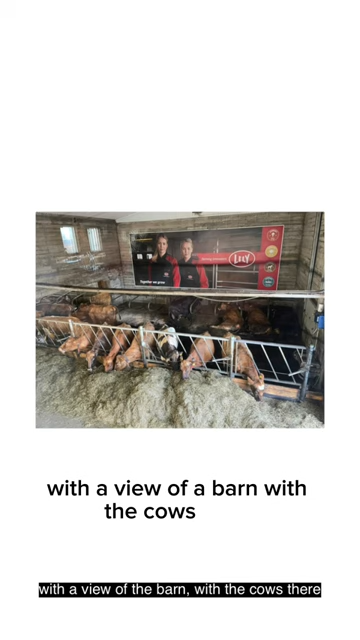 LELY
Together we grow
with a view of a barn with
the cows
with a view of the barn, with the cows there